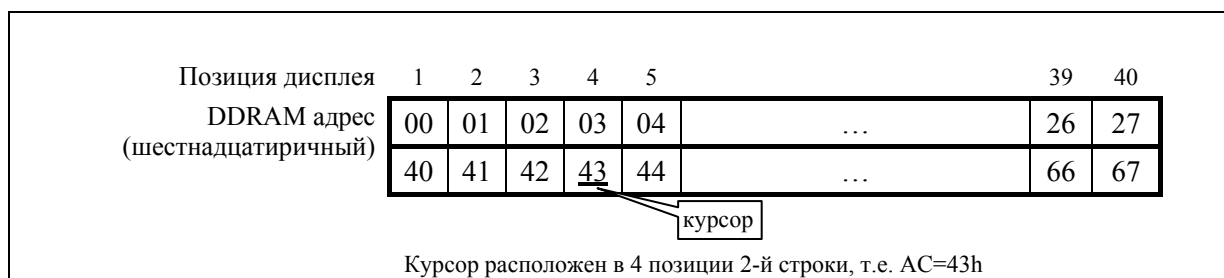 Позиция дисплея 1 2 3 4 5 39 40
DDRAM адрес
(шестнадцатиричный)
00 01 02 03 04 … 26 27
40 41 42 43 44 … 66 67
курсор
Курсор расположен в 4 позиции 2-й строки, т.е. AC=43h